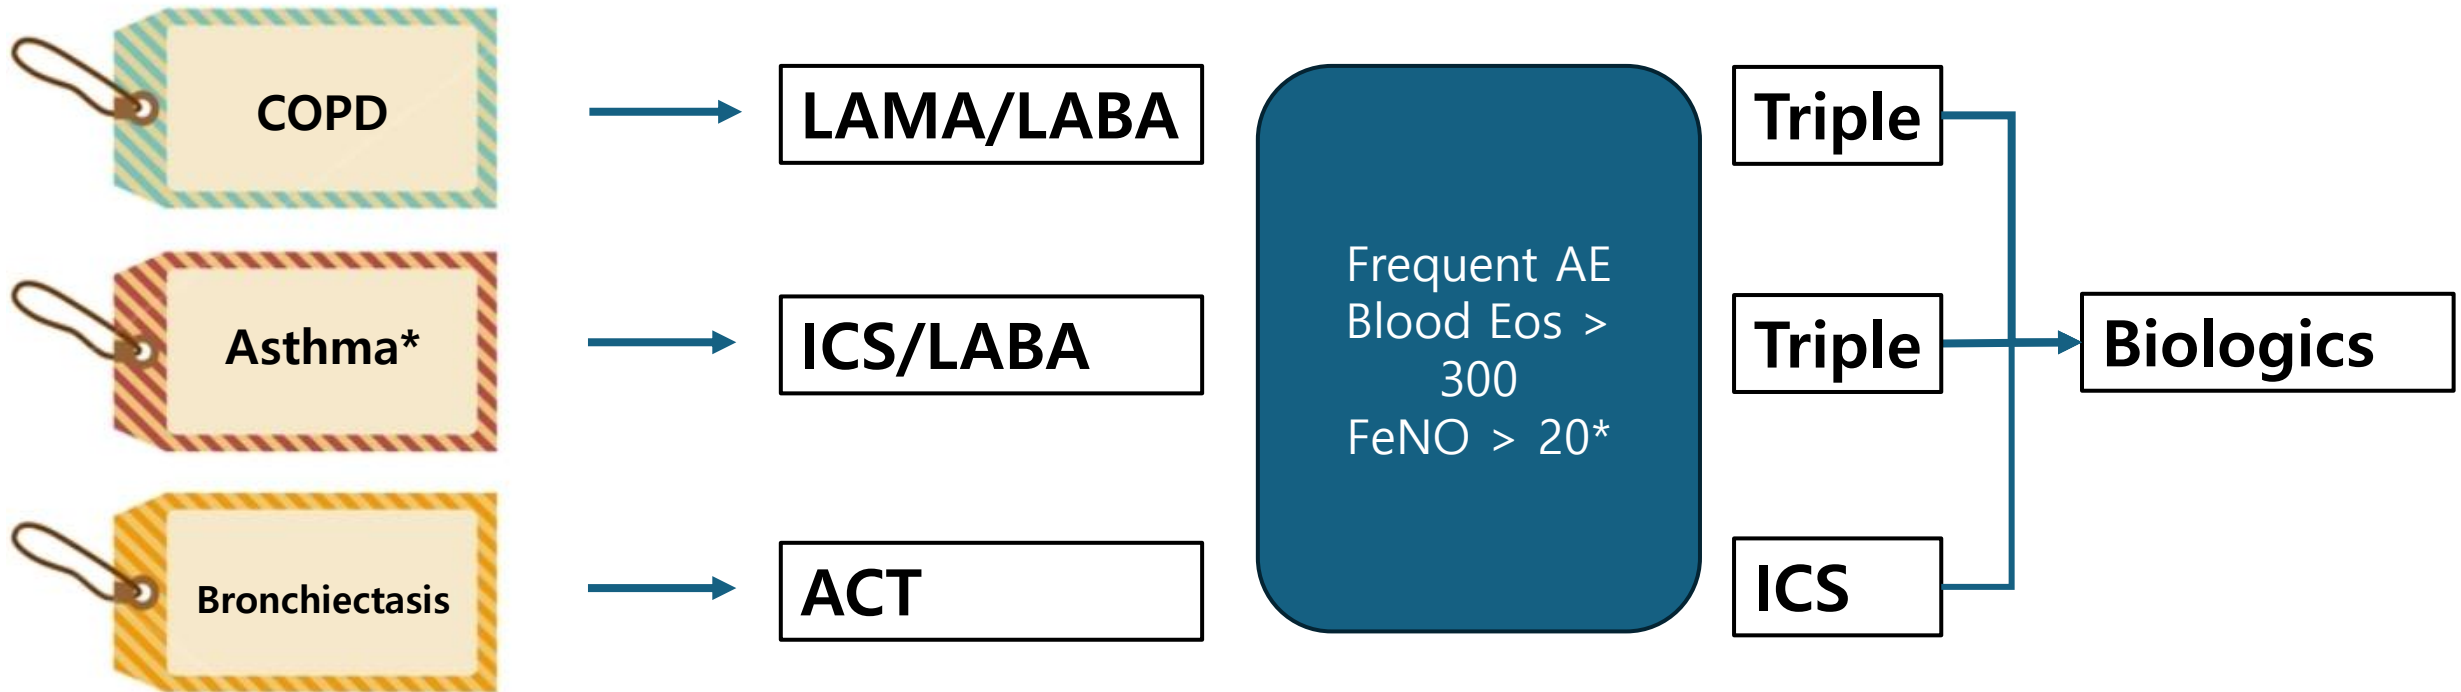 COPD
LAMA/LABA
Triple
Asthma*
ICS/LABA
Frequent AE
Blood Eos >
300
FeNO > 20*
Triple
Biologics
Bronchiectasis
ACT
ICS